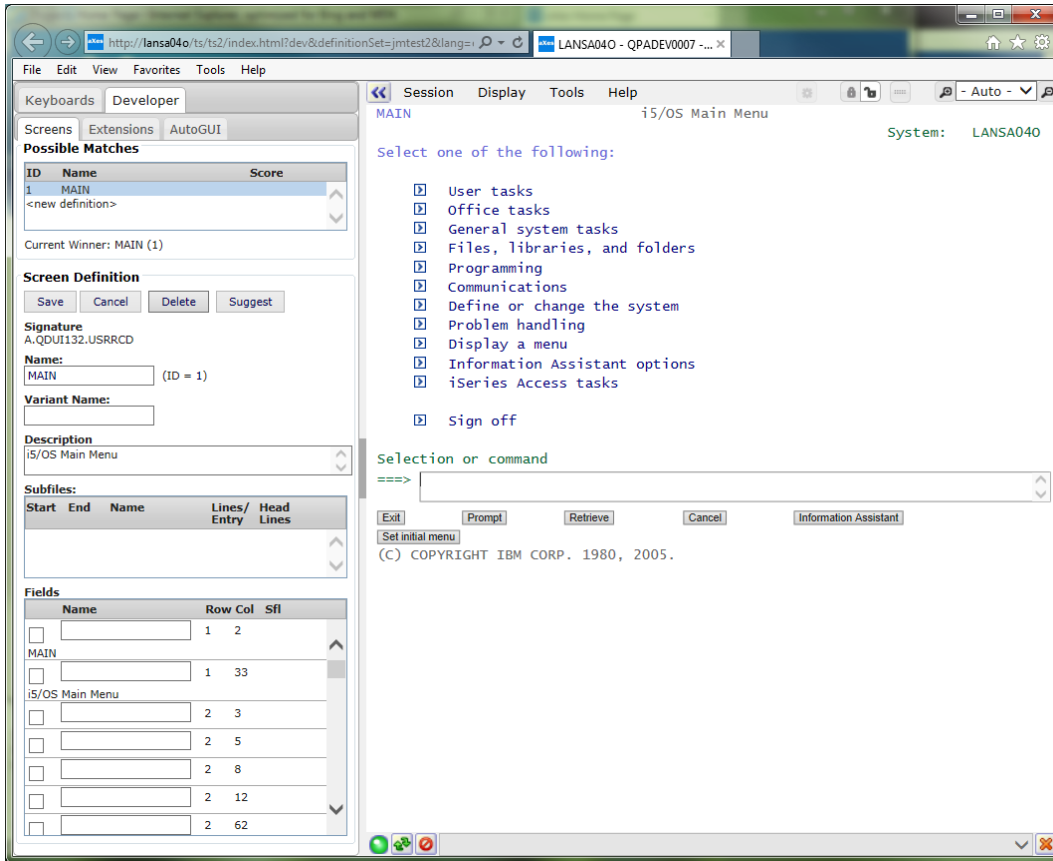 http://lansa04o/ts/ts2/index.html?dev&definitionSet=jmtest2&lang=
aXes LANSA04O - QPADEV0007 -...
File Edit View Favorites Tools Help
Keyboards Developer
Screens Extensions AutoGUI
Possible Matches
ID Name Score
1 MAIN
<new definition>
Current Winner: MAIN (1)
Screen Definition
Save Cancel Delete Suggest
Signature
A.QDUI132.USRRCD
Name:
MAIN (ID = 1)
Variant Name:
Description
i5/OS Main Menu
Subfiles:
Start End Name Lines/ Entry Head Lines
Fields
Name Row Col Sfl
1 2
MAIN
1 33
i5/OS Main Menu
2 3
2 5
2 8
2 12
2 62
Session Display Tools Help
- Auto -
MAIN i5/OS Main Menu
System: LANSA04O
Select one of the following:
User tasks
Office tasks
General system tasks
Files, libraries, and folders
Programming
Communications
Define or change the system
Problem handling
Display a menu
Information Assistant options
iSeries Access tasks
Sign off
Selection or command
===>
Exit Prompt Retrieve Cancel Information Assistant
Set initial menu
(C) COPYRIGHT IBM CORP. 1980, 2005.